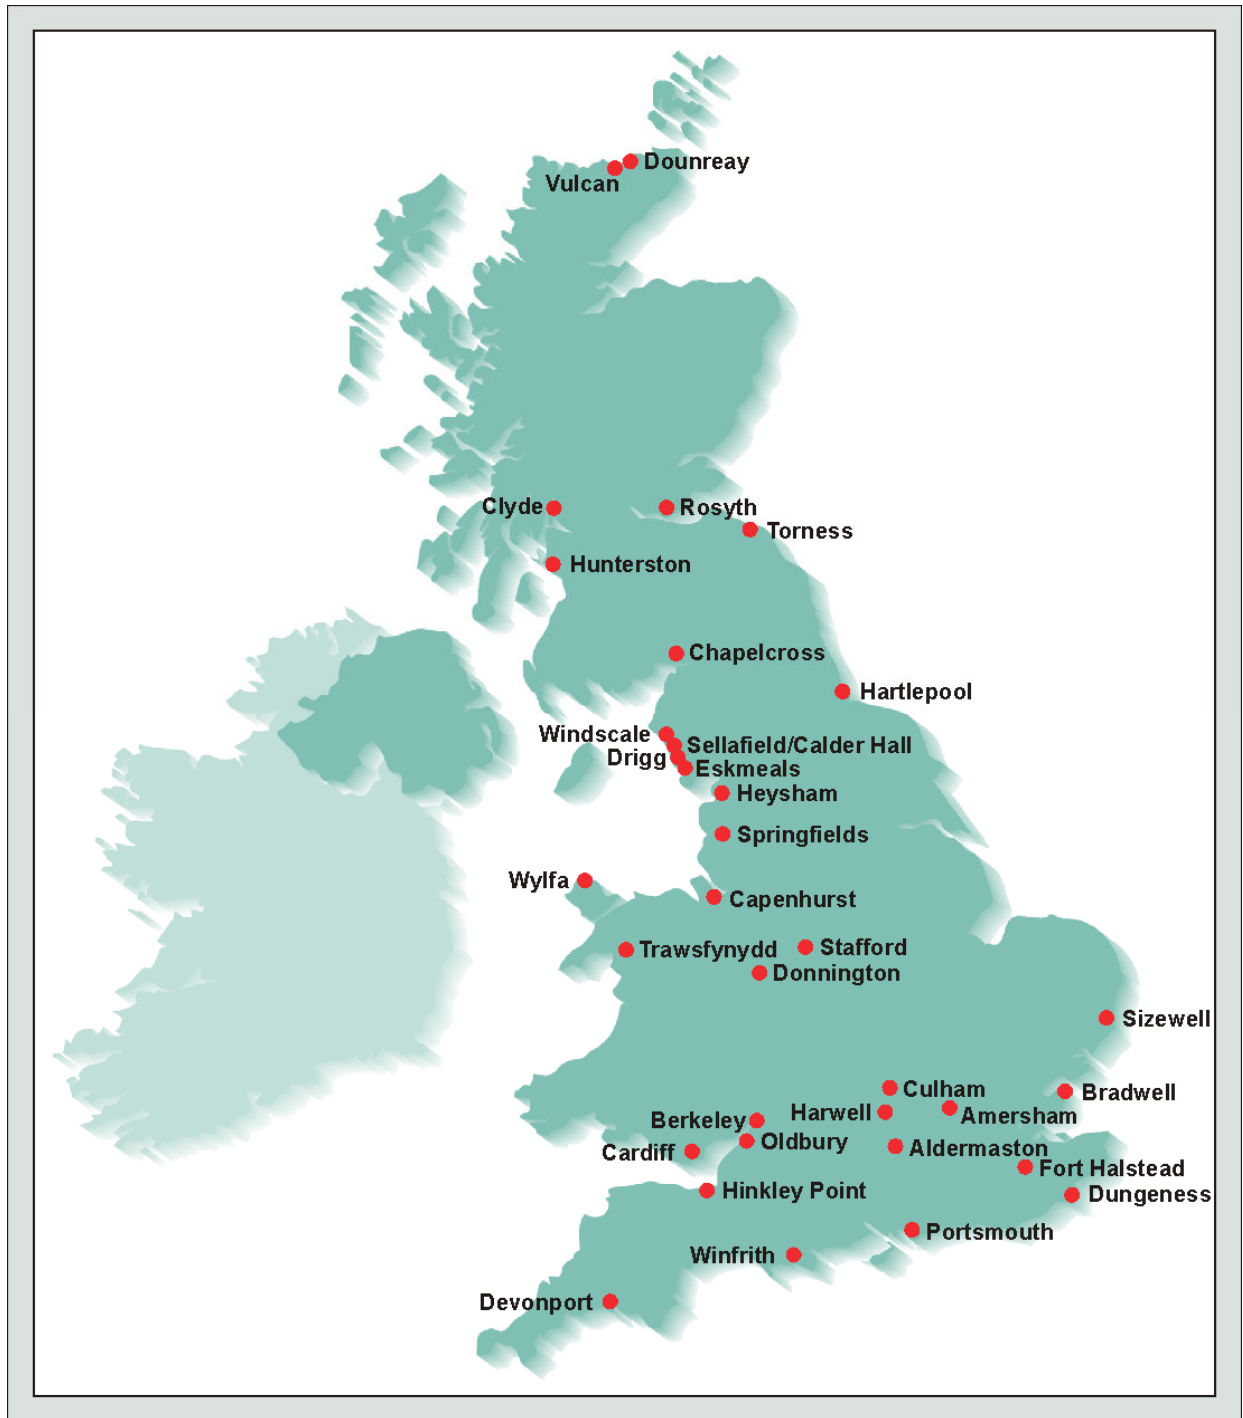 Dounreay
Vulcan
Clyde
Rosyth
Torness
Hunterston
Chapelcross
Hartlepool
Windscale
Sellafield/Calder Hall
Drigg
Eskmeals
Heysham
Springfields
Wylfa
Capenhurst
Trawsfynydd
Stafford
Donnington
Sizewell
Culham
Bradwell
Harwell
Amersham
Berkeley
Oldbury
Cardiff
Aldermaston
Fort Halstead
Hinkley Point
Dungeness
Portsmouth
Winfrith
Devonport